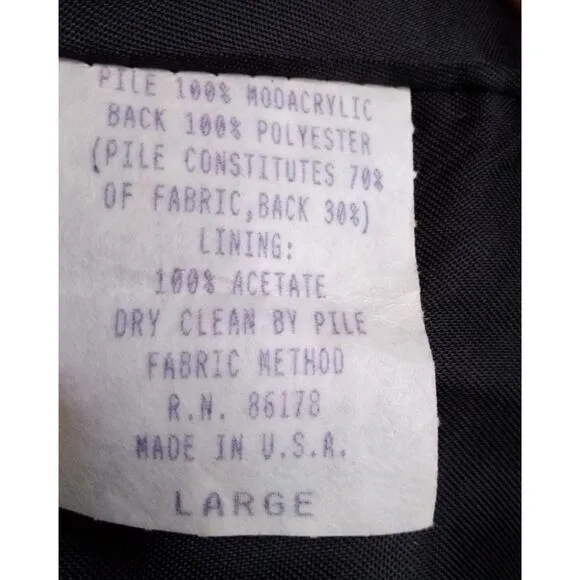 PILE 100% MODACRYLIC
BACK 100% POLYESTER
(PILE CONSTITUTES 70%
OF FABRIC,BACK 30%)
LINING:
100% ACETATE
DRY CLEAN BY PILE
FABRIC METHOD
R.N. 86178
MADE IN U.S.A.
LARGE